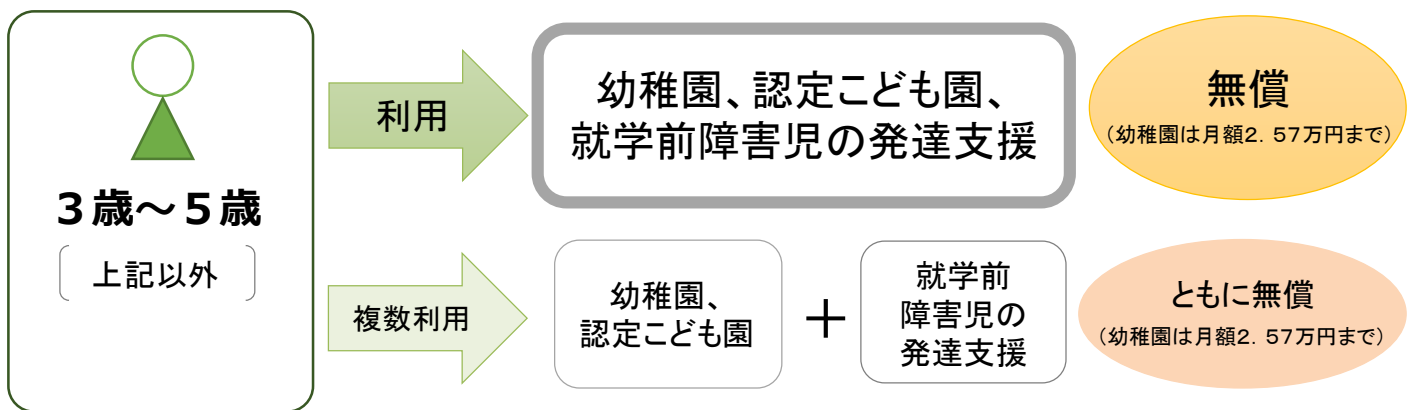 3歳～5歳
上記以外
利用
幼稚園、認定こども園、
就学前障害児の発達支援
無償
(幼稚園は月額2．57万円まで)
複数利用
幼稚園、
認定こども園
＋
就学前
障害児の
発達支援
ともに無償
(幼稚園は月額2．57万円まで)